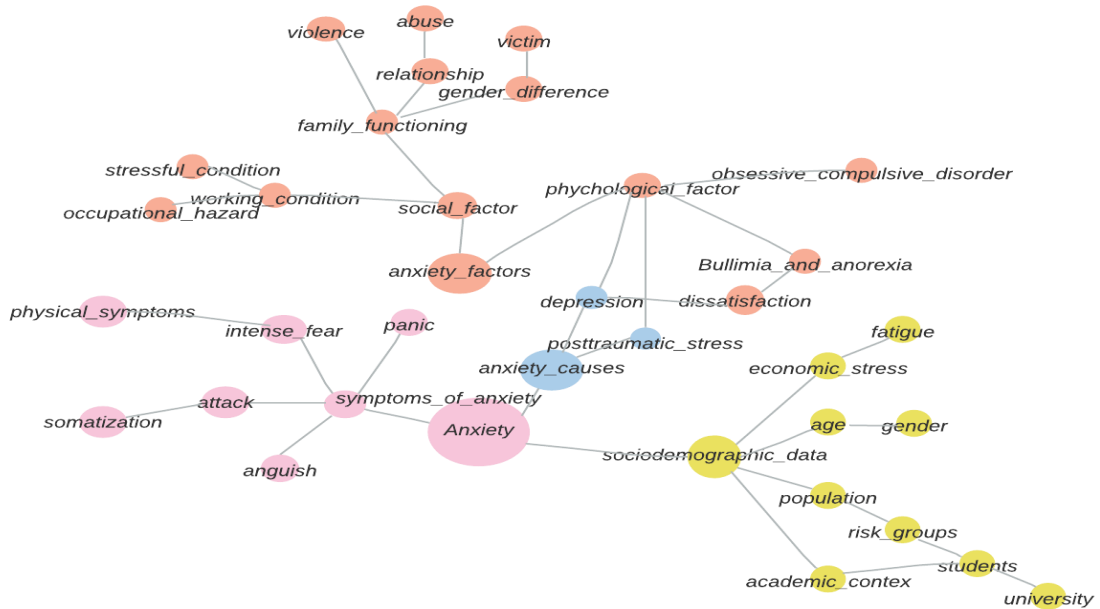 abuse
violence
victim
relationship
gender_difference
family_functioning
stressful_condition
obsessive_compulsive_disorder
phychological_factor
working_condition
occupational_hazard
social_factor
Bullimia_and_anorexia
anxiety_factors
depression
dissatisfaction
physical_symptoms
panic
intense_fear
fatigue
posttraumatic_stress
anxiety_causes
economic_stress
symptoms_of_anxiety
attack
somatization
age
gender
Anxiety
sociodemographic_data
anguish
population
risk_groups
students
academic_contex
university